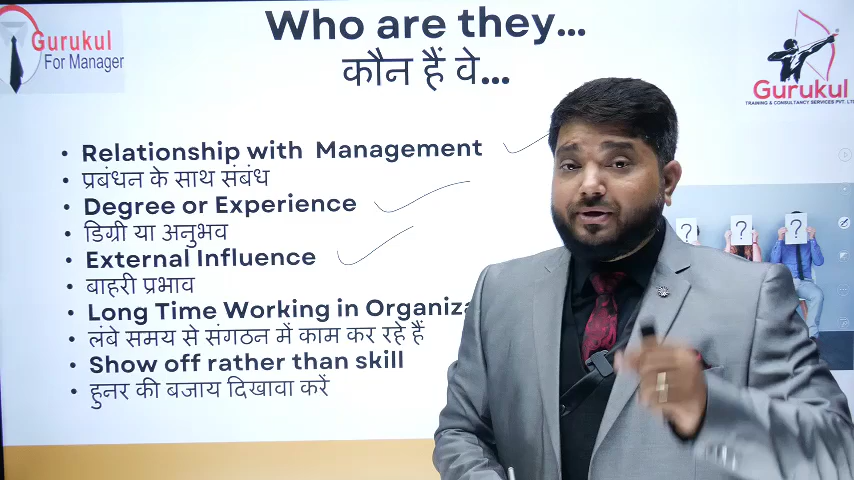 Who are they...
कौन हैं वे...
Gurukul
For Manager
Gurukul
TRAINING & CONSULTANCY SERVICES PVT. LT
• Relationship with Management
• प्रबंधन के साथ संबंध
• Degree or Experience
• डिग्री या अनुभव
• External Influence
• बाहरी प्रभाव
• Long Time Working in Organiza
• लंबे समय से संगठन में काम कर रहे हैं
• Show off rather than skill
• हुनर की बजाय दिखावा करें
? ? ?